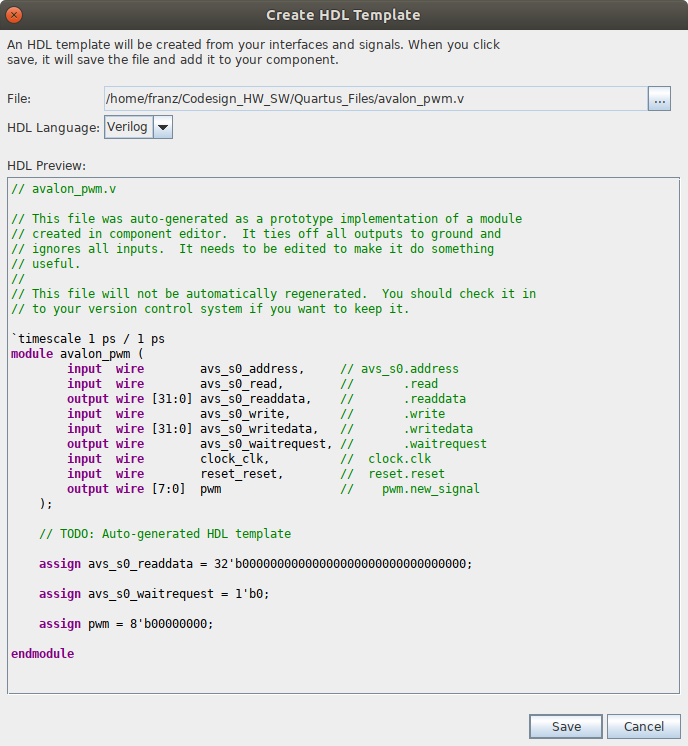 Create HDL Template
An HDL template will be created from your interfaces and signals. When you click
save, it will save the file and add it to your component.
File: /home/franz/Codesign_HW_SW/Quartus_Files/avalon_pwm.v ...
HDL Language: Verilog
HDL Preview:
// avalon_pwm.v
// This file was auto-generated as a prototype implementation of a module
// created in component editor.  It ties off all outputs to ground and
// ignores all inputs.  It needs to be edited to make it do something
// useful.
//
// This file will not be automatically regenerated.  You should check it in
// to your version control system if you want to keep it.
`timescale 1 ps / 1 ps
module avalon_pwm (
        input  wire        avs_s0_address,     // avs_s0.address
        input  wire        avs_s0_read,        //       .read
        output wire [31:0] avs_s0_readdata,    //       .readdata
        input  wire        avs_s0_write,       //       .write
        input  wire [31:0] avs_s0_writedata,   //       .writedata
        output wire        avs_s0_waitrequest, //       .waitrequest
        input  wire        clock_clk,          //  clock.clk
        input  wire        reset_reset,        //  reset.reset
        output wire [7:0]  pwm                 //    pwm.new_signal
    );
    // TODO: Auto-generated HDL template
    assign avs_s0_readdata = 32'b00000000000000000000000000000000;
    assign avs_s0_waitrequest = 1'b0;
    assign pwm = 8'b00000000;
endmodule
Save Cancel